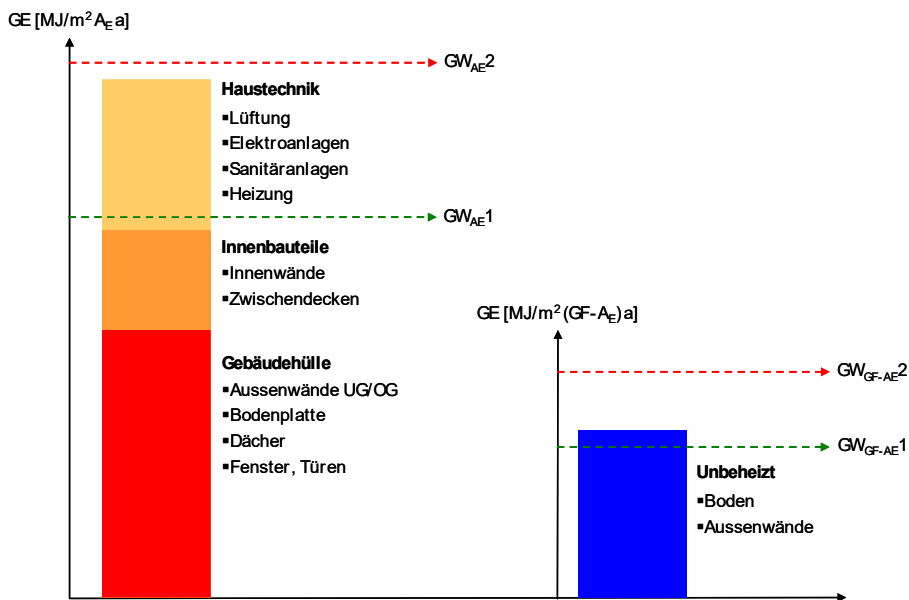 GE [MJ/m² A_E a]
GW_AE2
Haustechnik
▪Lüftung
▪Elektroanlagen
▪Sanitäranlagen
▪Heizung
GW_AE1
Innenbauteile
▪Innenwände
▪Zwischendecken
Gebäudehülle
▪Aussenwände UG/OG
▪Bodenplatte
▪Dächer
▪Fenster, Türen
GE [MJ/m² (GF-A_E)a]
GW_GF-AE2
GW_GF-AE1
Unbeheizt
▪Boden
▪Aussenwände